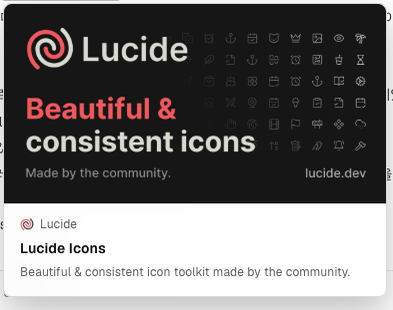 Lucide
Beautiful &
consistent icons
Made by the community.
lucide.dev
Lucide
Lucide Icons
Beautiful & consistent icon toolkit made by the community.